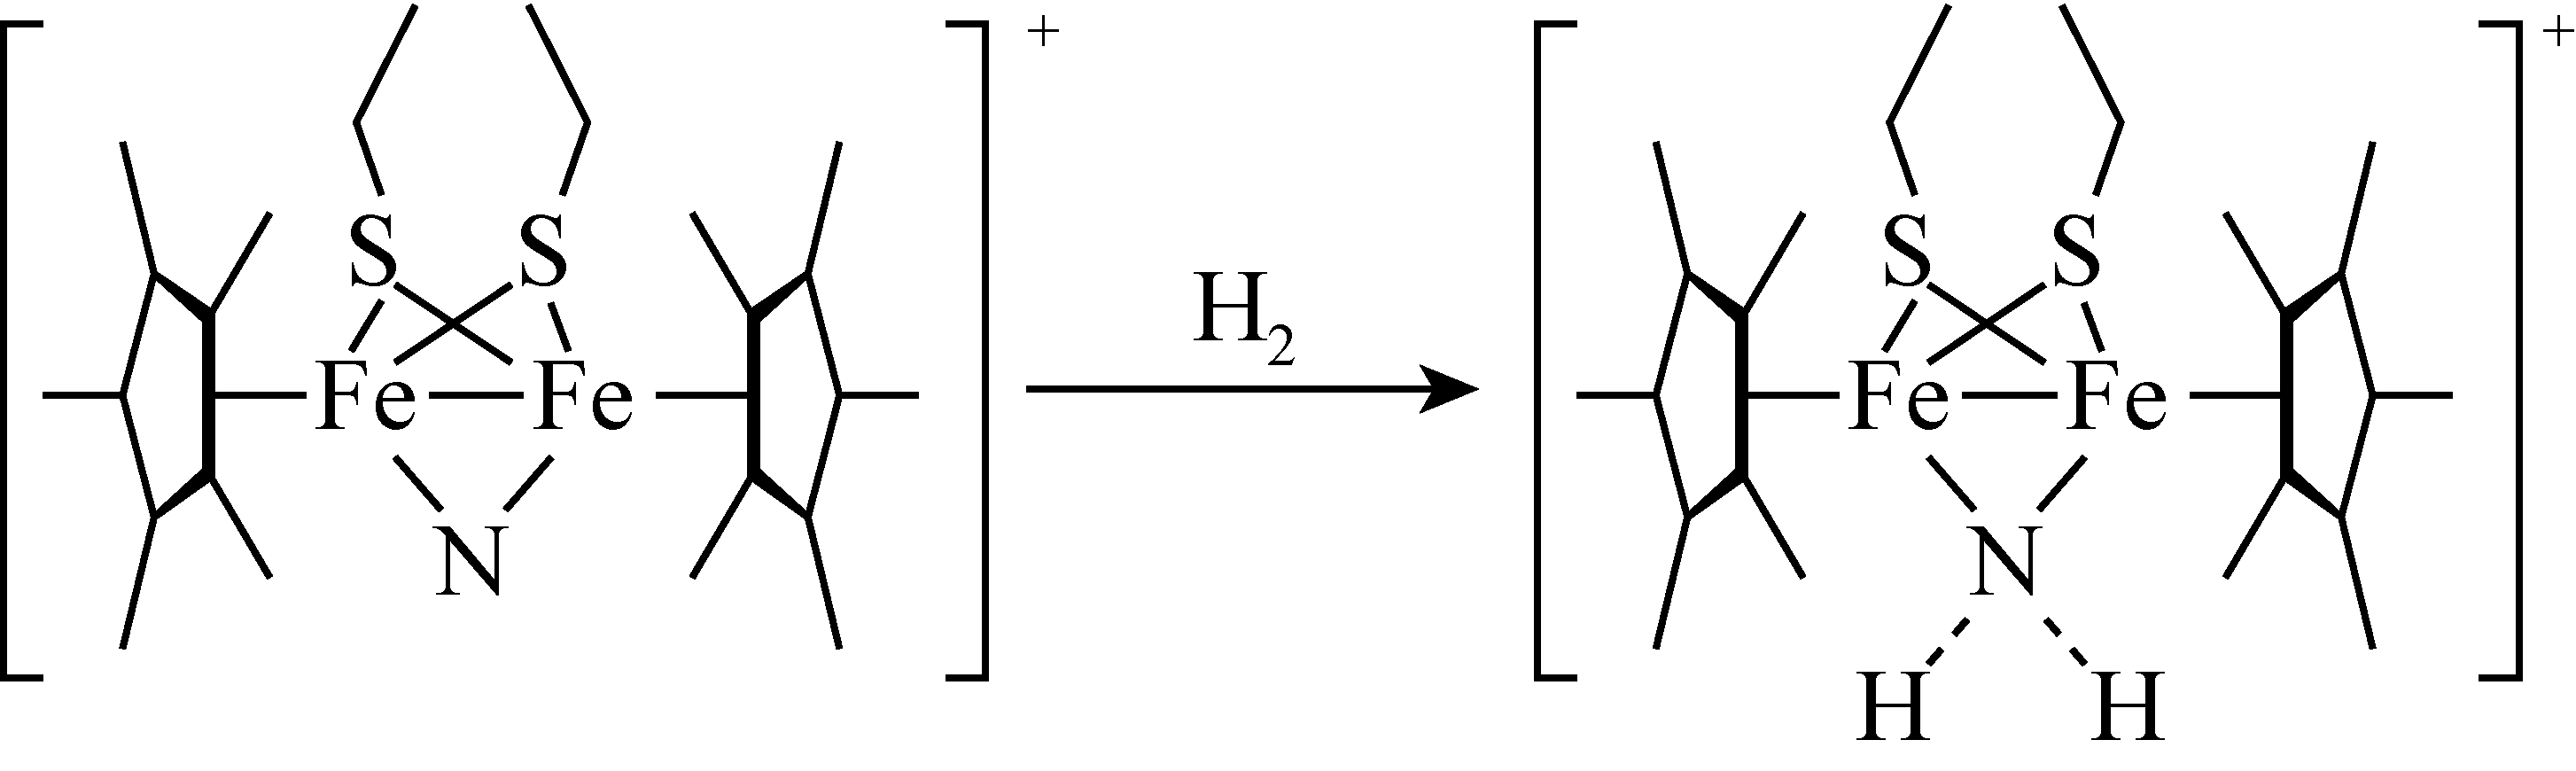 + +
S S S S
H2
Fe Fe Fe Fe
N N
H H